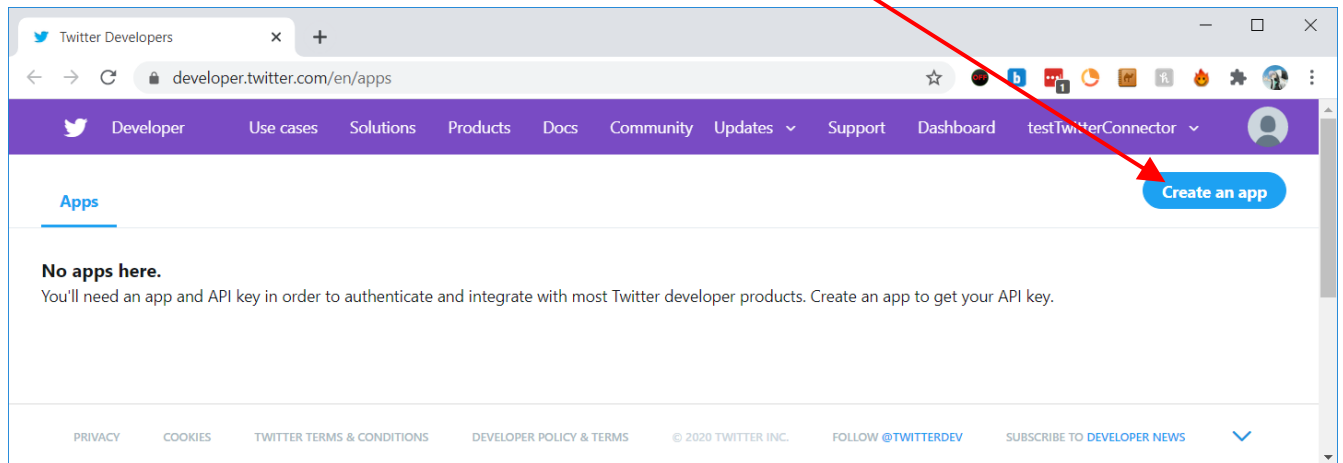 Twitter Developers
developer.twitter.com/en/apps
OFF b 1
Developer Use cases Solutions Products Docs Community Updates Support Dashboard testTwitterConnector
Apps
Create an app
No apps here.
You'll need an app and API key in order to authenticate and integrate with most Twitter developer products. Create an app to get your API key.
PRIVACY COOKIES TWITTER TERMS & CONDITIONS DEVELOPER POLICY & TERMS © 2020 TWITTER INC. FOLLOW @TWITTERDEV SUBSCRIBE TO DEVELOPER NEWS